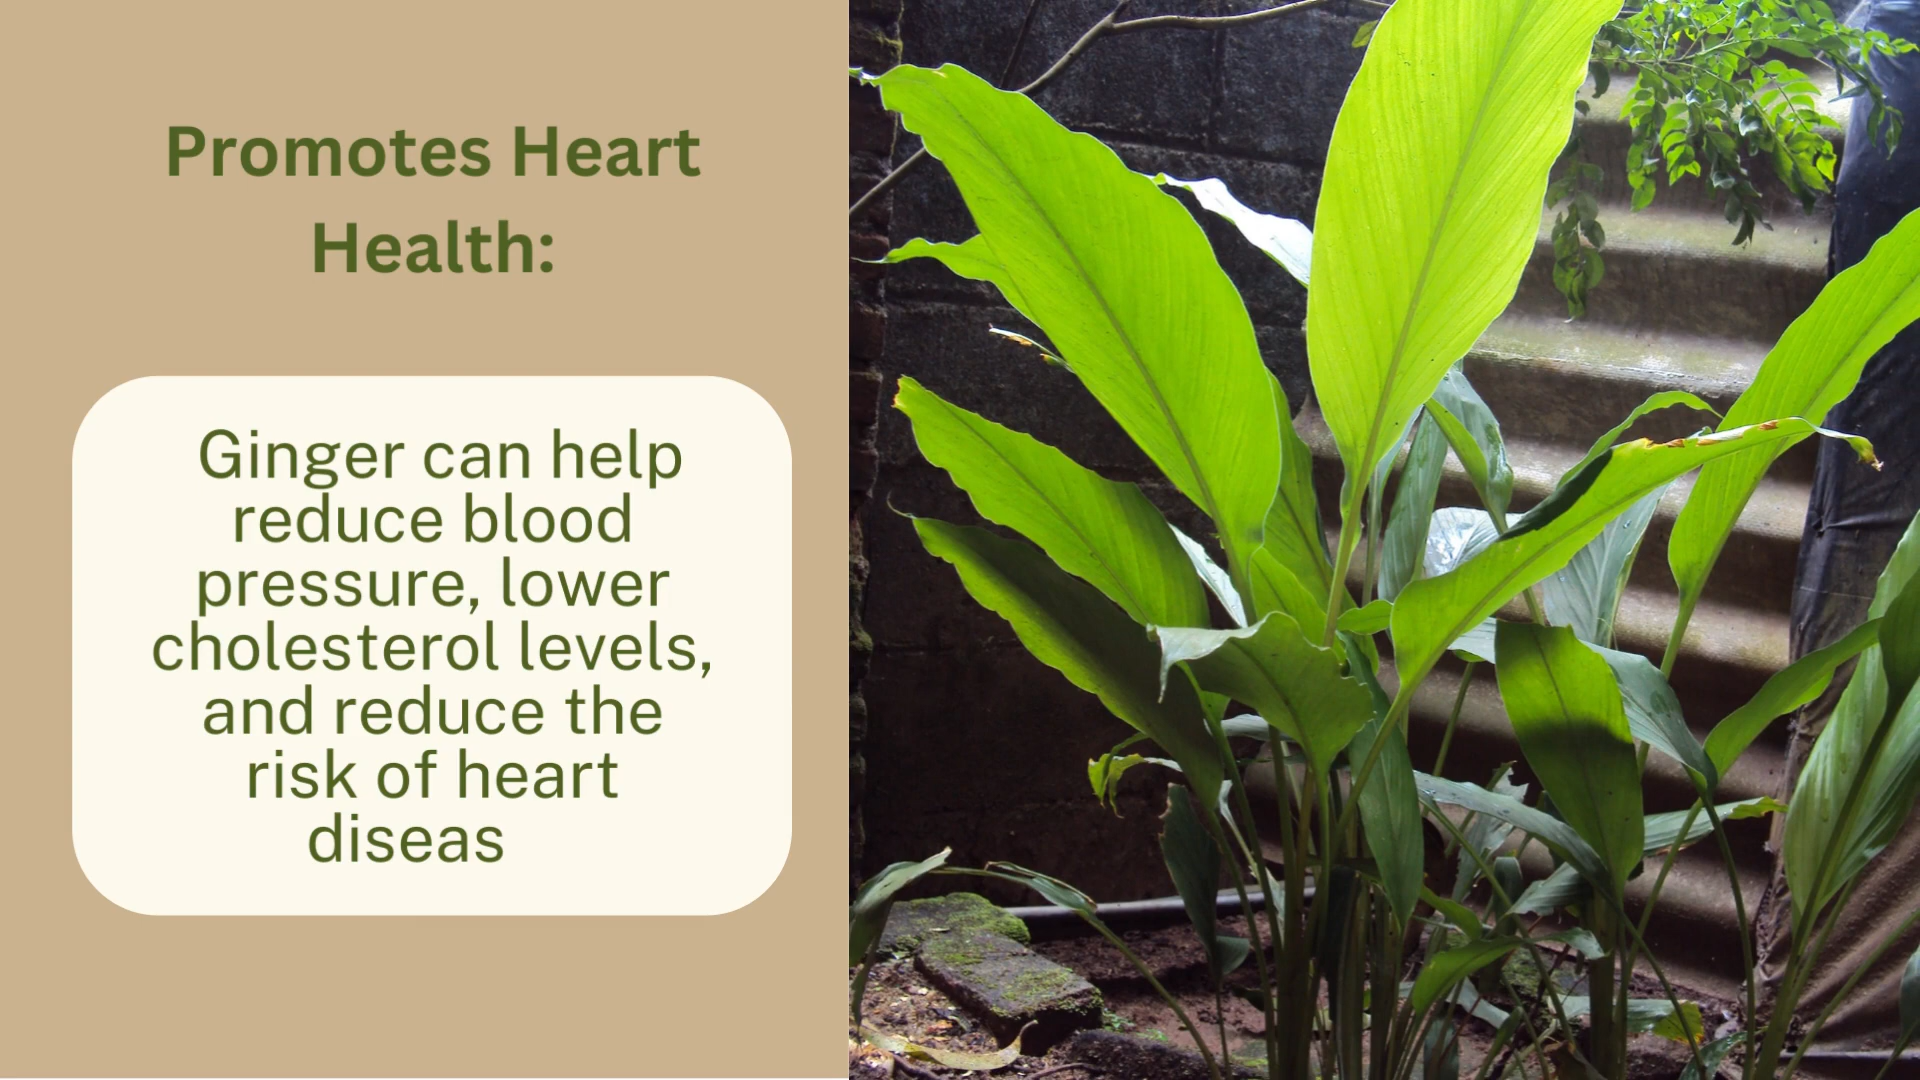 Promotes Heart
Health:
Ginger can help
reduce blood
pressure, lower
cholesterol levels,
and reduce the
risk of heart
diseas